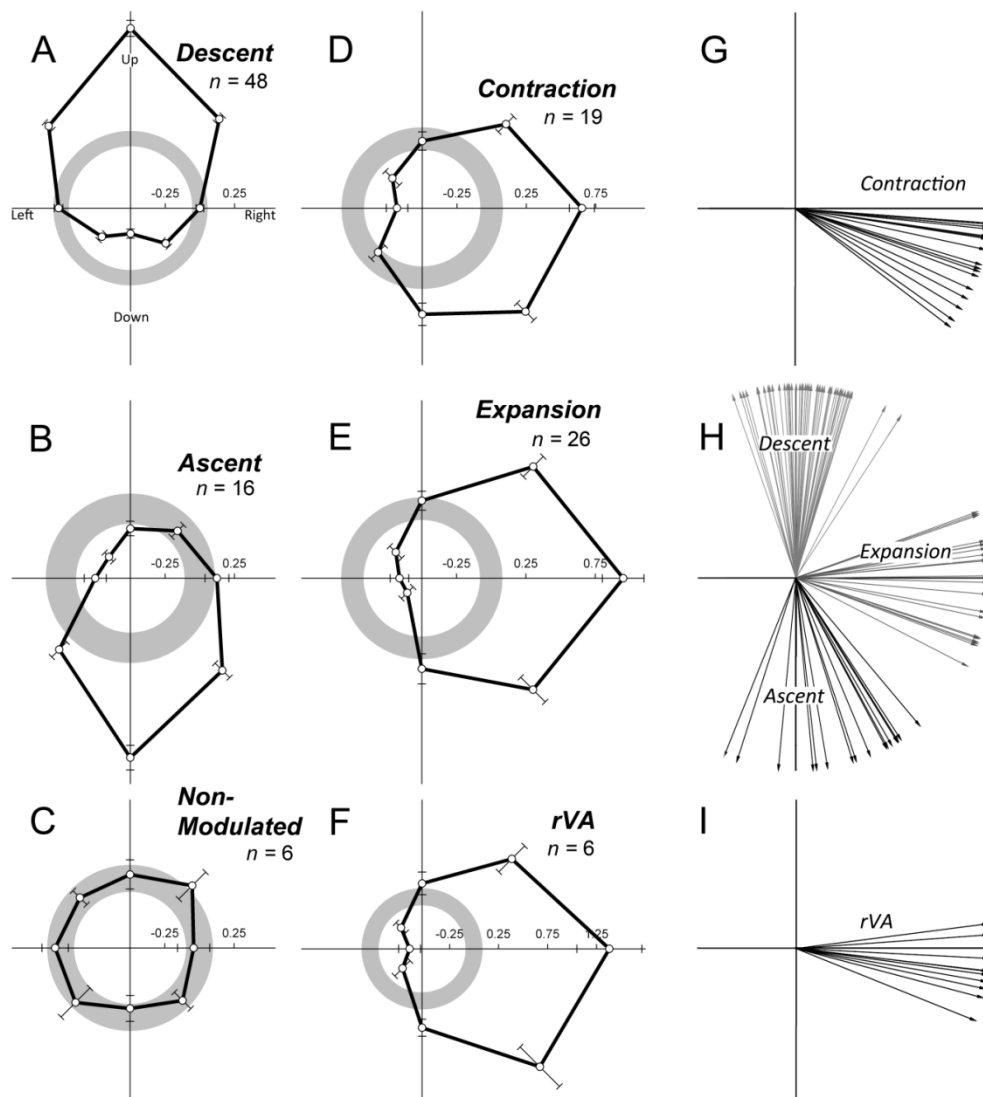 A
Descent
n = 48
Up
-0.25
0.25
Left
Right
Down
D
Contraction
n = 19
-0.25
0.25
0.75
G
Contraction
B
Ascent
n = 16
-0.25
0.25
E
Expansion
n = 26
-0.25
0.25
0.75
H
Descent
Expansion
Ascent
C
Non-
Modulated
n = 6
-0.25
0.25
F
rVA
n = 6
-0.25
0.25
0.75
1.25
I
rVA